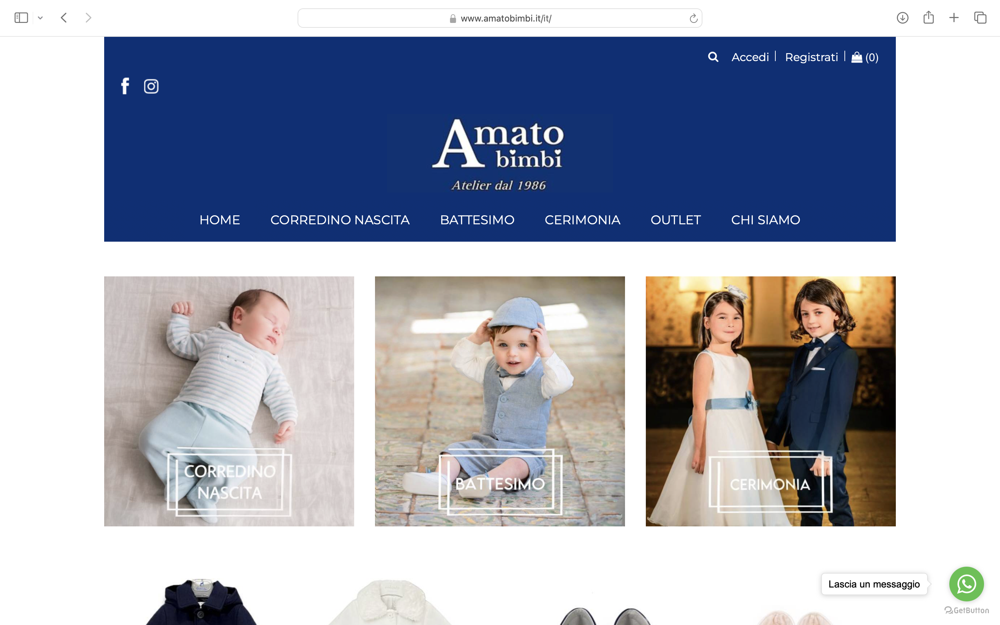 www.amatobimbi.it/it/
Accedi
Registrati
(0)
Amato
bimbi
Atelier dal 1986
HOME
CORREDINO NASCITA
BATTESIMO
CERIMONIA
OUTLET
CHI SIAMO
CORREDINO
NASCITA
BATTESIMO
CERIMONIA
Lascia un messaggio
GetButton